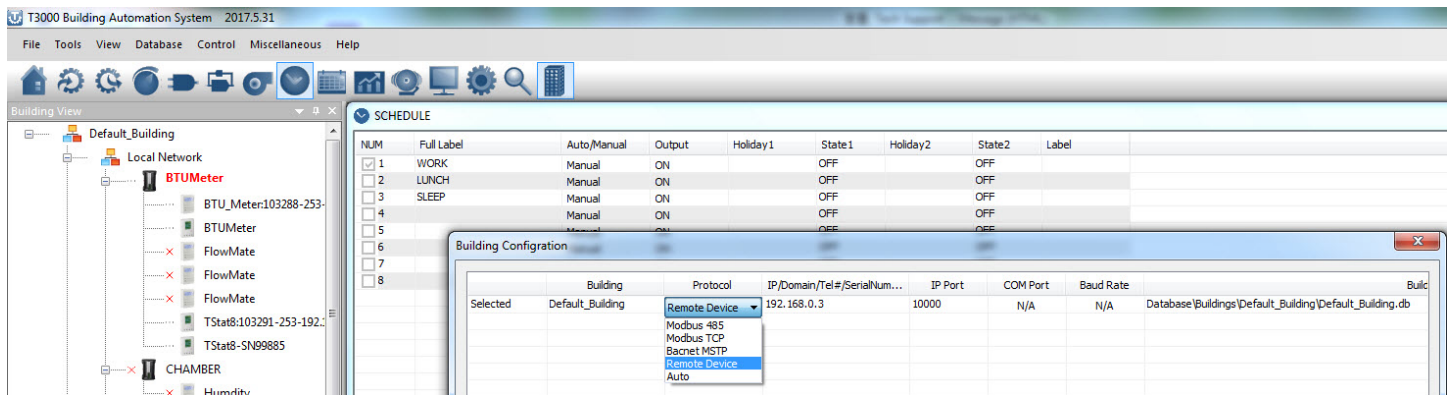 T3000 Building Automation System 2017.5.31
File Tools View Database Control Miscellaneous Help
Building View
Default_Building
Local Network
BTUMeter
BTU_Meter:103288-253-
BTUMeter
FlowMate
FlowMate
FlowMate
TStat8:103291-253-192.
TStat8-SN99885
CHAMBER
Humdity
SCHEDULE
NUM Full Label Auto/Manual Output Holiday1 State1 Holiday2 State2 Label
1 WORK Manual ON OFF OFF
2 LUNCH Manual ON OFF OFF
3 SLEEP Manual ON OFF OFF
4 Manual ON OFF OFF
5 Manual ON OFF OFF
6
7
8
Building Configration
Building Protocol IP/Domain/Tel#/SerialNum... IP Port COM Port Baud Rate Builc
Selected Default_Building Remote Device 192.168.0.3 10000 N/A N/A Database\Buildings\Default_Building\Default_Building.db
Modbus 485
Modbus TCP
Bacnet MSTP
Remote Device
Auto